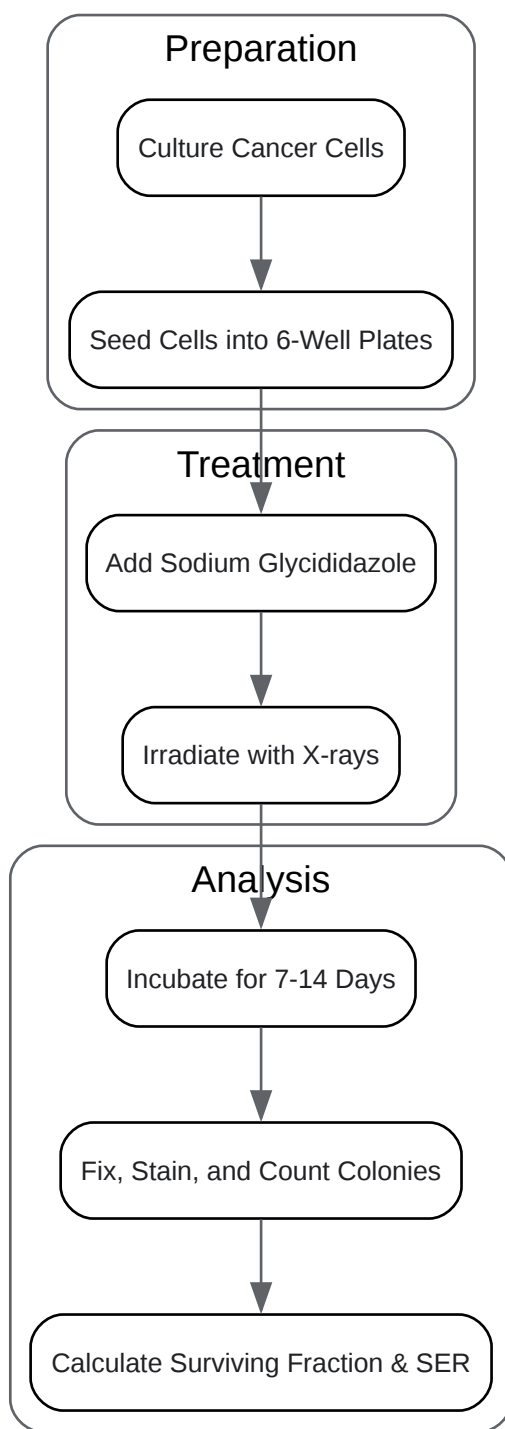 Preparation
Culture Cancer Cells
Seed Cells into 6-Well Plates
Treatment
Add Sodium Glycididazole
Irradiate with X-rays
Analysis
Incubate for 7-14 Days
Fix, Stain, and Count Colonies
Calculate Surviving Fraction & SER